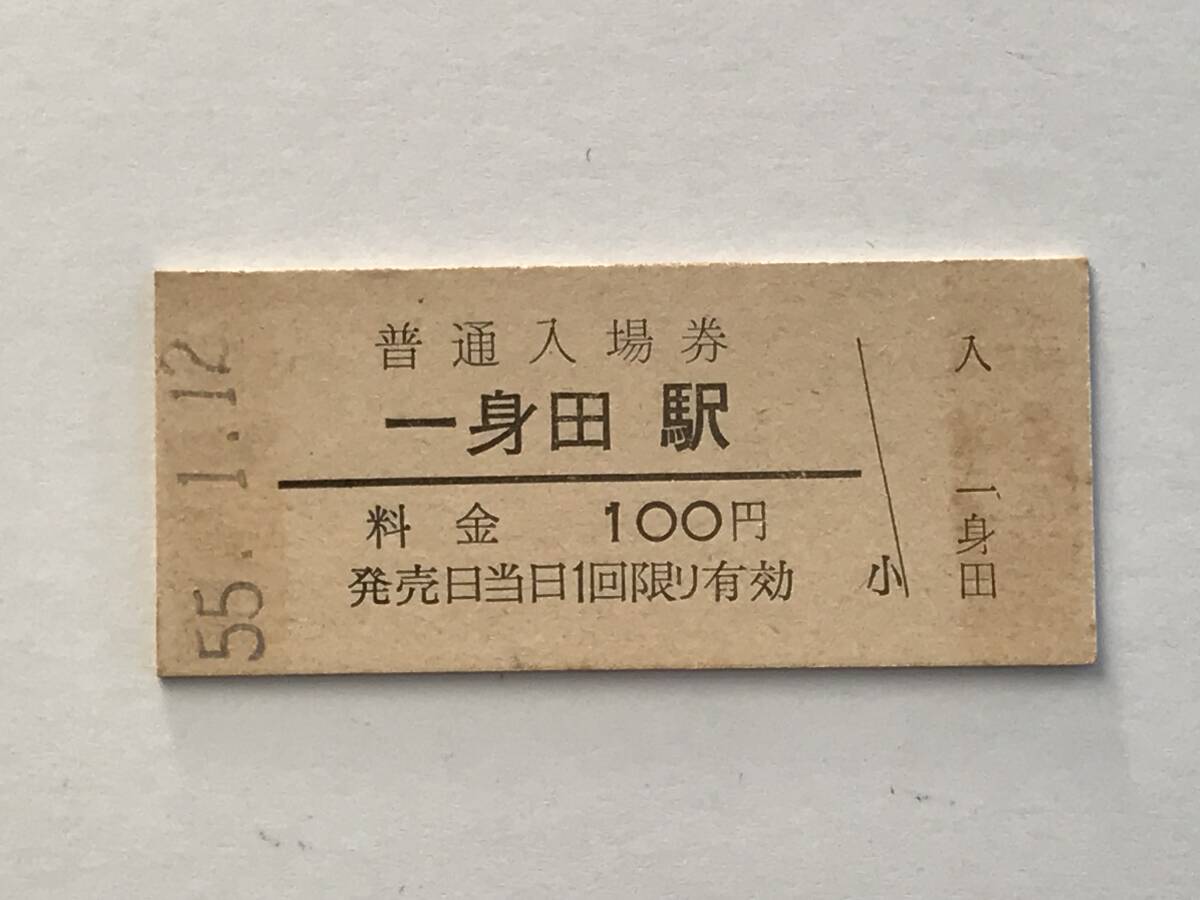 55.-1.12
普通入場券
一身田 駅
料金 100円
発売日当日1回限り有効
小
入
一身田